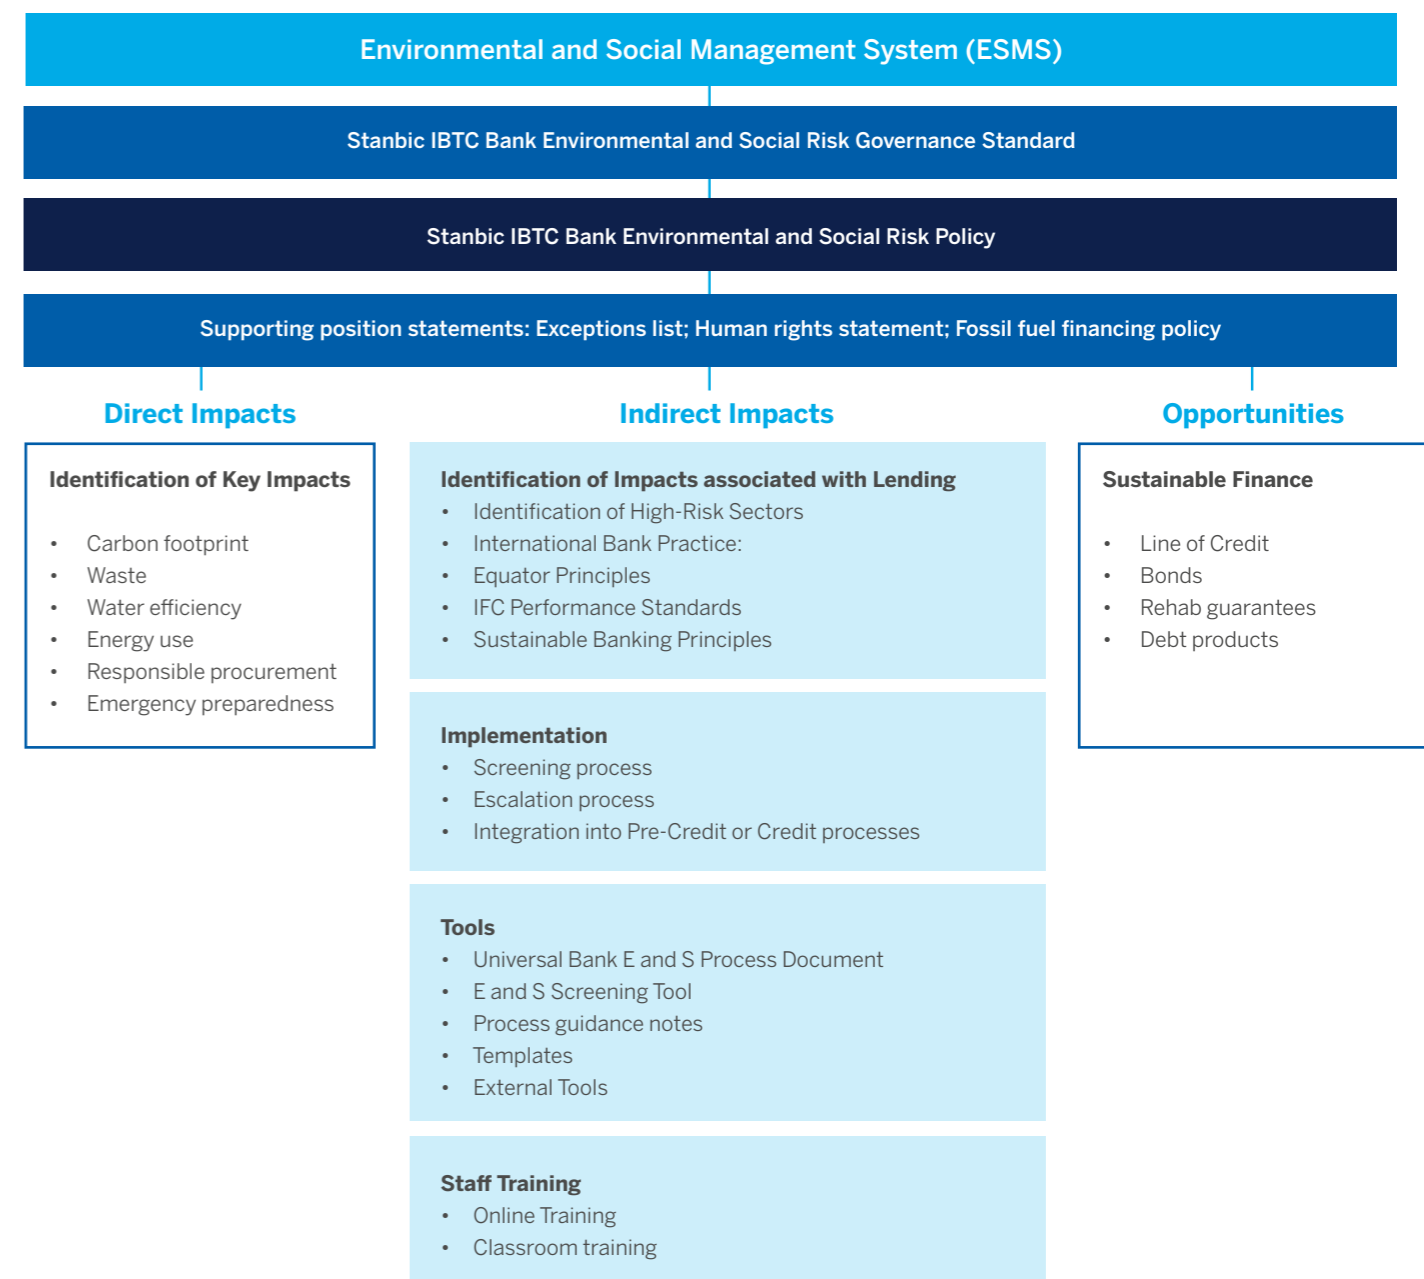 Environmental and Social Management System (ESMS)
Stanbic IBTC Bank Environmental and Social Risk Governance Standard
Stanbic IBTC Bank Environmental and Social Risk Policy
Supporting position statements: Exceptions list; Human rights statement; Fossil fuel financing policy
Direct Impacts
Identification of Key Impacts
• Carbon footprint
• Waste
• Water efficiency
• Energy use
• Responsible procurement
• Emergency preparedness
Indirect Impacts
Identification of Impacts associated with Lending
• Identification of High-Risk Sectors
• International Bank Practice:
• Equator Principles
• IFC Performance Standards
• Sustainable Banking Principles
Implementation
• Screening process
• Escalation process
• Integration into Pre-Credit or Credit processes
Tools
• Universal Bank E and S Process Document
• E and S Screening Tool
• Process guidance notes
• Templates
• External Tools
Staff Training
• Online Training
• Classroom training
Opportunities
Sustainable Finance
• Line of Credit
• Bonds
• Rehab guarantees
• Debt products